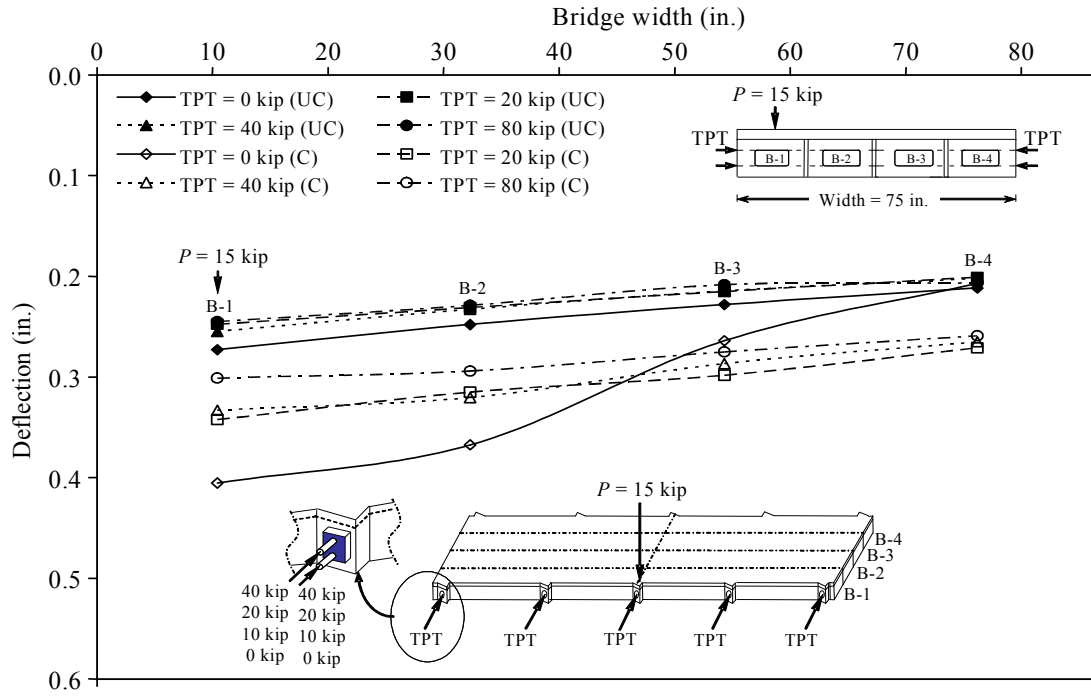 Bridge width (in.)
0 10 20 30 40 50 60 70 80
Deflection (in.)
0.0
0.1
0.2
0.3
0.4
0.5
0.6
TPT = 0 kip (UC)
TPT = 20 kip (UC)
TPT = 40 kip (UC)
TPT = 80 kip (UC)
TPT = 0 kip (C)
TPT = 20 kip (C)
TPT = 40 kip (C)
TPT = 80 kip (C)
P = 15 kip
TPT
TPT
B-1 B-2 B-3 B-4
Width = 75 in.
P = 15 kip
B-1
B-2
B-3
B-4
P = 15 kip
B-4
B-3
B-2
B-1
40 kip 40 kip
20 kip 20 kip
10 kip 10 kip
0 kip 0 kip
TPT TPT TPT TPT TPT